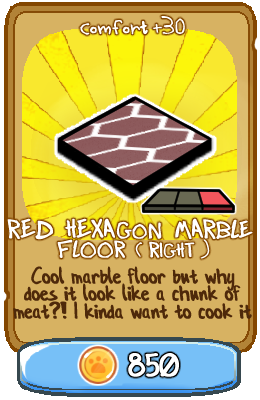 comfort +30
RED HEXAGON MARBLE
FLOOR ( RIGHT )
Cool marble floor but why
does it look like a chunk of
meat?! I kinda want to cook it
850